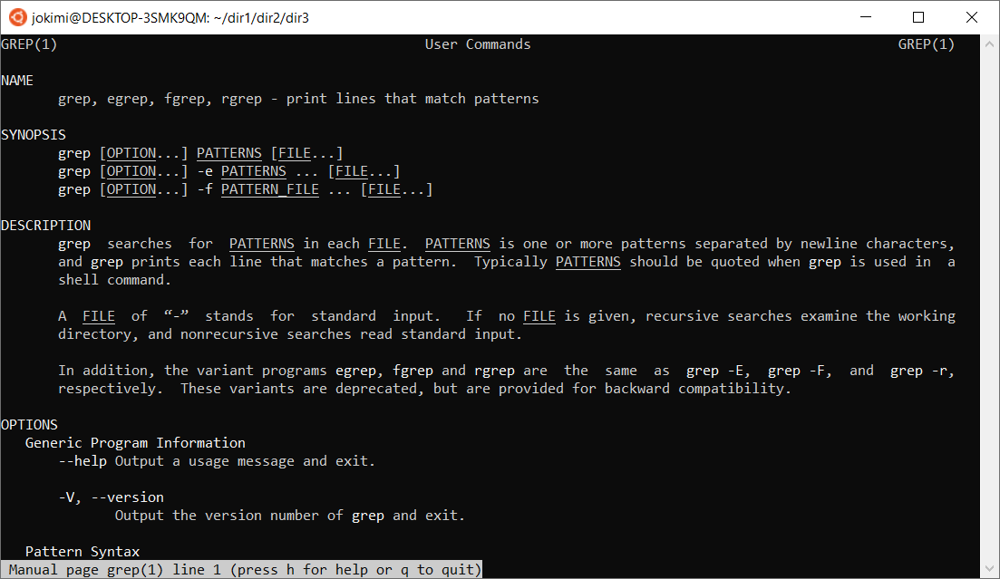 jokimi@DESKTOP-3SMK9QM: ~/dir1/dir2/dir3
GREP(1) User Commands GREP(1)
NAME
grep, egrep, fgrep, rgrep - print lines that match patterns
SYNOPSIS
grep [OPTION...] PATTERNS [FILE...]
grep [OPTION...] -e PATTERNS ... [FILE...]
grep [OPTION...] -f PATTERN_FILE ... [FILE...]
DESCRIPTION
grep searches for PATTERNS in each FILE. PATTERNS is one or more patterns separated by newline characters,
and grep prints each line that matches a pattern. Typically PATTERNS should be quoted when grep is used in a
shell command.
A FILE of “-” stands for standard input. If no FILE is given, recursive searches examine the working
directory, and nonrecursive searches read standard input.
In addition, the variant programs egrep, fgrep and rgrep are the same as grep -E, grep -F, and grep -r,
respectively. These variants are deprecated, but are provided for backward compatibility.
OPTIONS
Generic Program Information
--help Output a usage message and exit.
-V, --version
Output the version number of grep and exit.
Pattern Syntax
Manual page grep(1) line 1 (press h for help or q to quit)